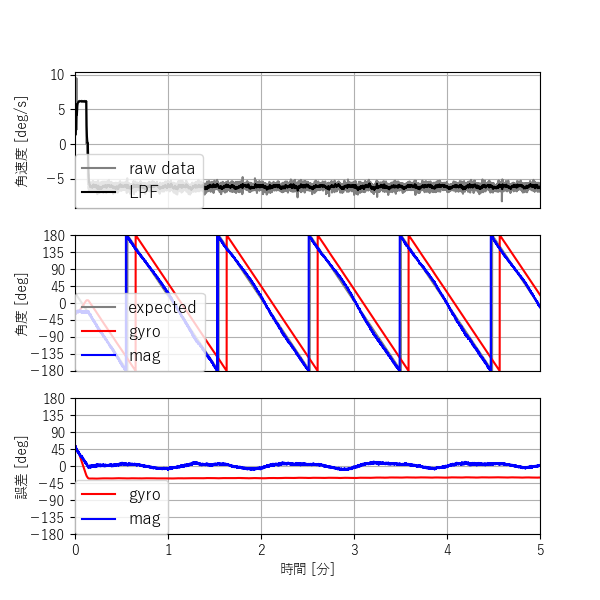 10
5
0
−5
角速度 [deg/s]
raw data
LPF
180
135
90
45
0
−45
−90
−135
−180
角度 [deg]
expected
gyro
mag
180
135
90
45
0
−45
−90
−135
−180
誤差 [deg]
gyro
mag
0 1 2 3 4 5
時間 [分]